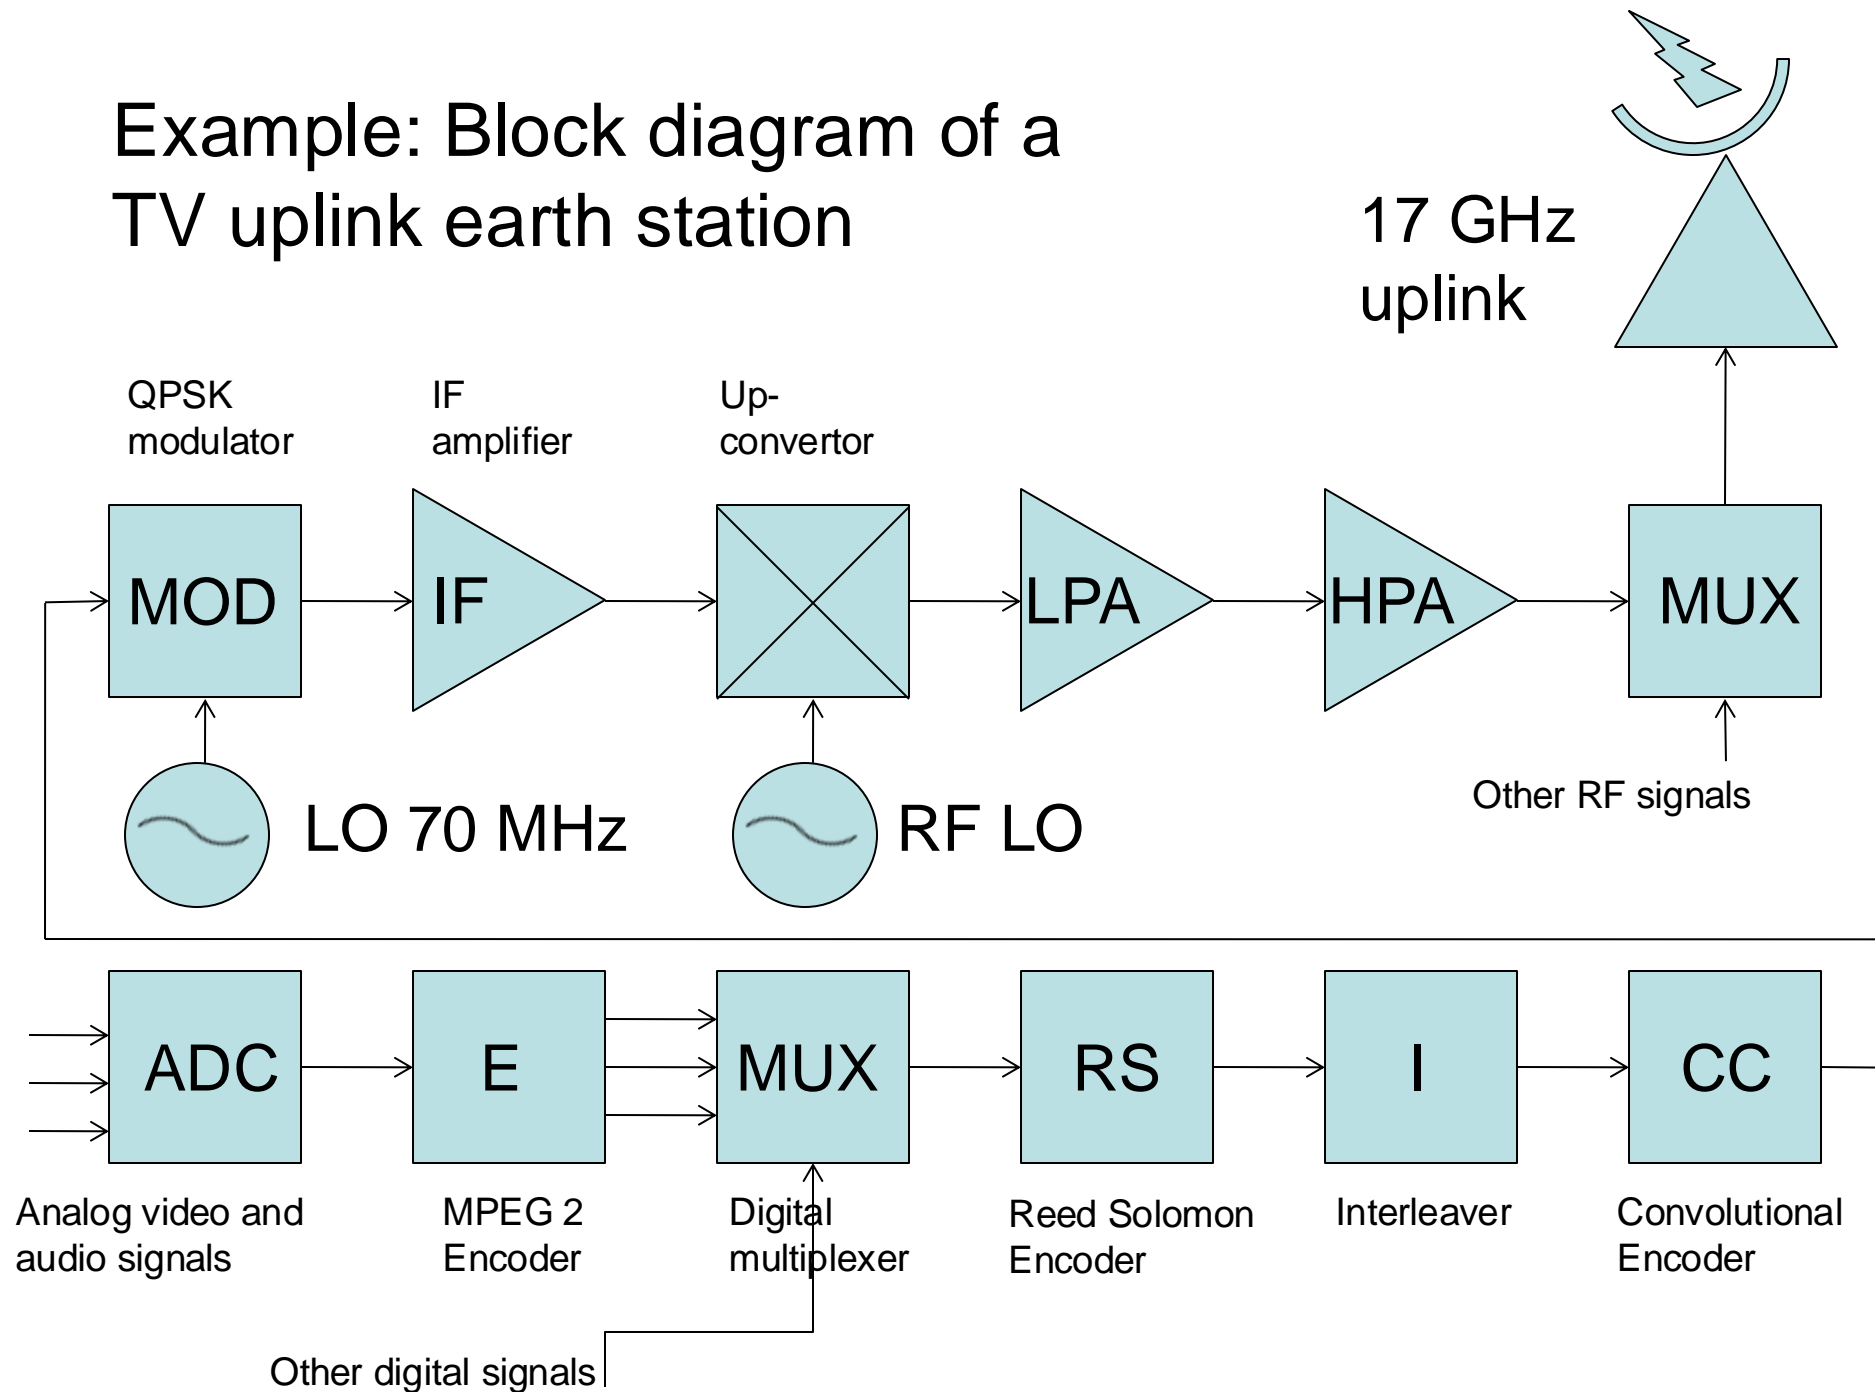 Example: Block diagram of a
TV uplink earth station
17 GHz
uplink
QPSK
modulator
IF
amplifier
Up-
convertor
MOD
IF
LPA
HPA
MUX
LO 70 MHz
RF LO
Other RF signals
ADC
E
MUX
RS
I
CC
Analog video and
audio signals
MPEG 2
Encoder
Digital
multiplexer
Reed Solomon
Encoder
Interleaver
Convolutional
Encoder
Other digital signals